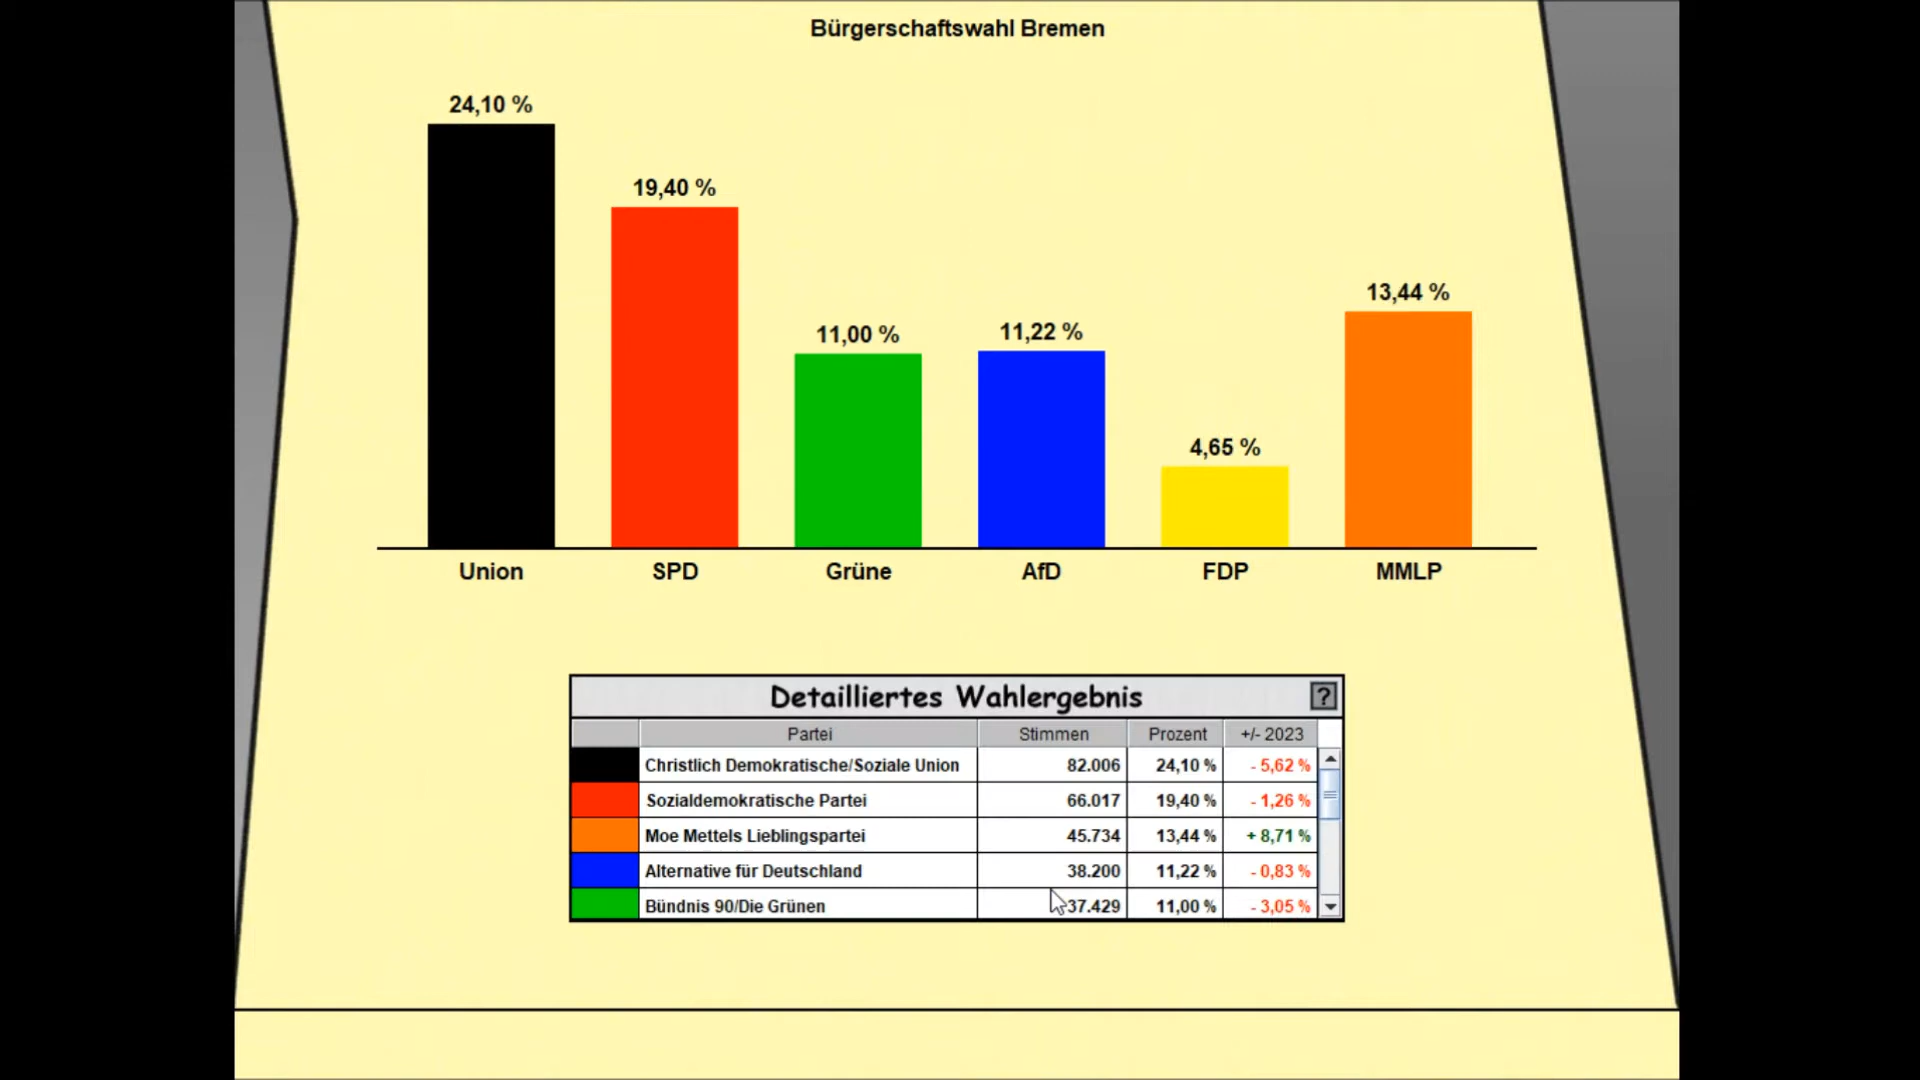 Bürgerschaftswahl Bremen
24,10 %
19,40 %
11,00 %
11,22 %
4,65 %
13,44 %
Union SPD Grüne AfD FDP MMLP
Detailliertes Wahlergebnis ?
Partei Stimmen Prozent +/- 2023
Christlich Demokratische/Soziale Union 82.006 24,10 % - 5,62 %
Sozialdemokratische Partei 66.017 19,40 % - 1,26 %
Moe Mettels Lieblingspartei 45.734 13,44 % + 8,71 %
Alternative für Deutschland 38.200 11,22 % - 0,83 %
Bündnis 90/Die Grünen 37.429 11,00 % - 3,05 %